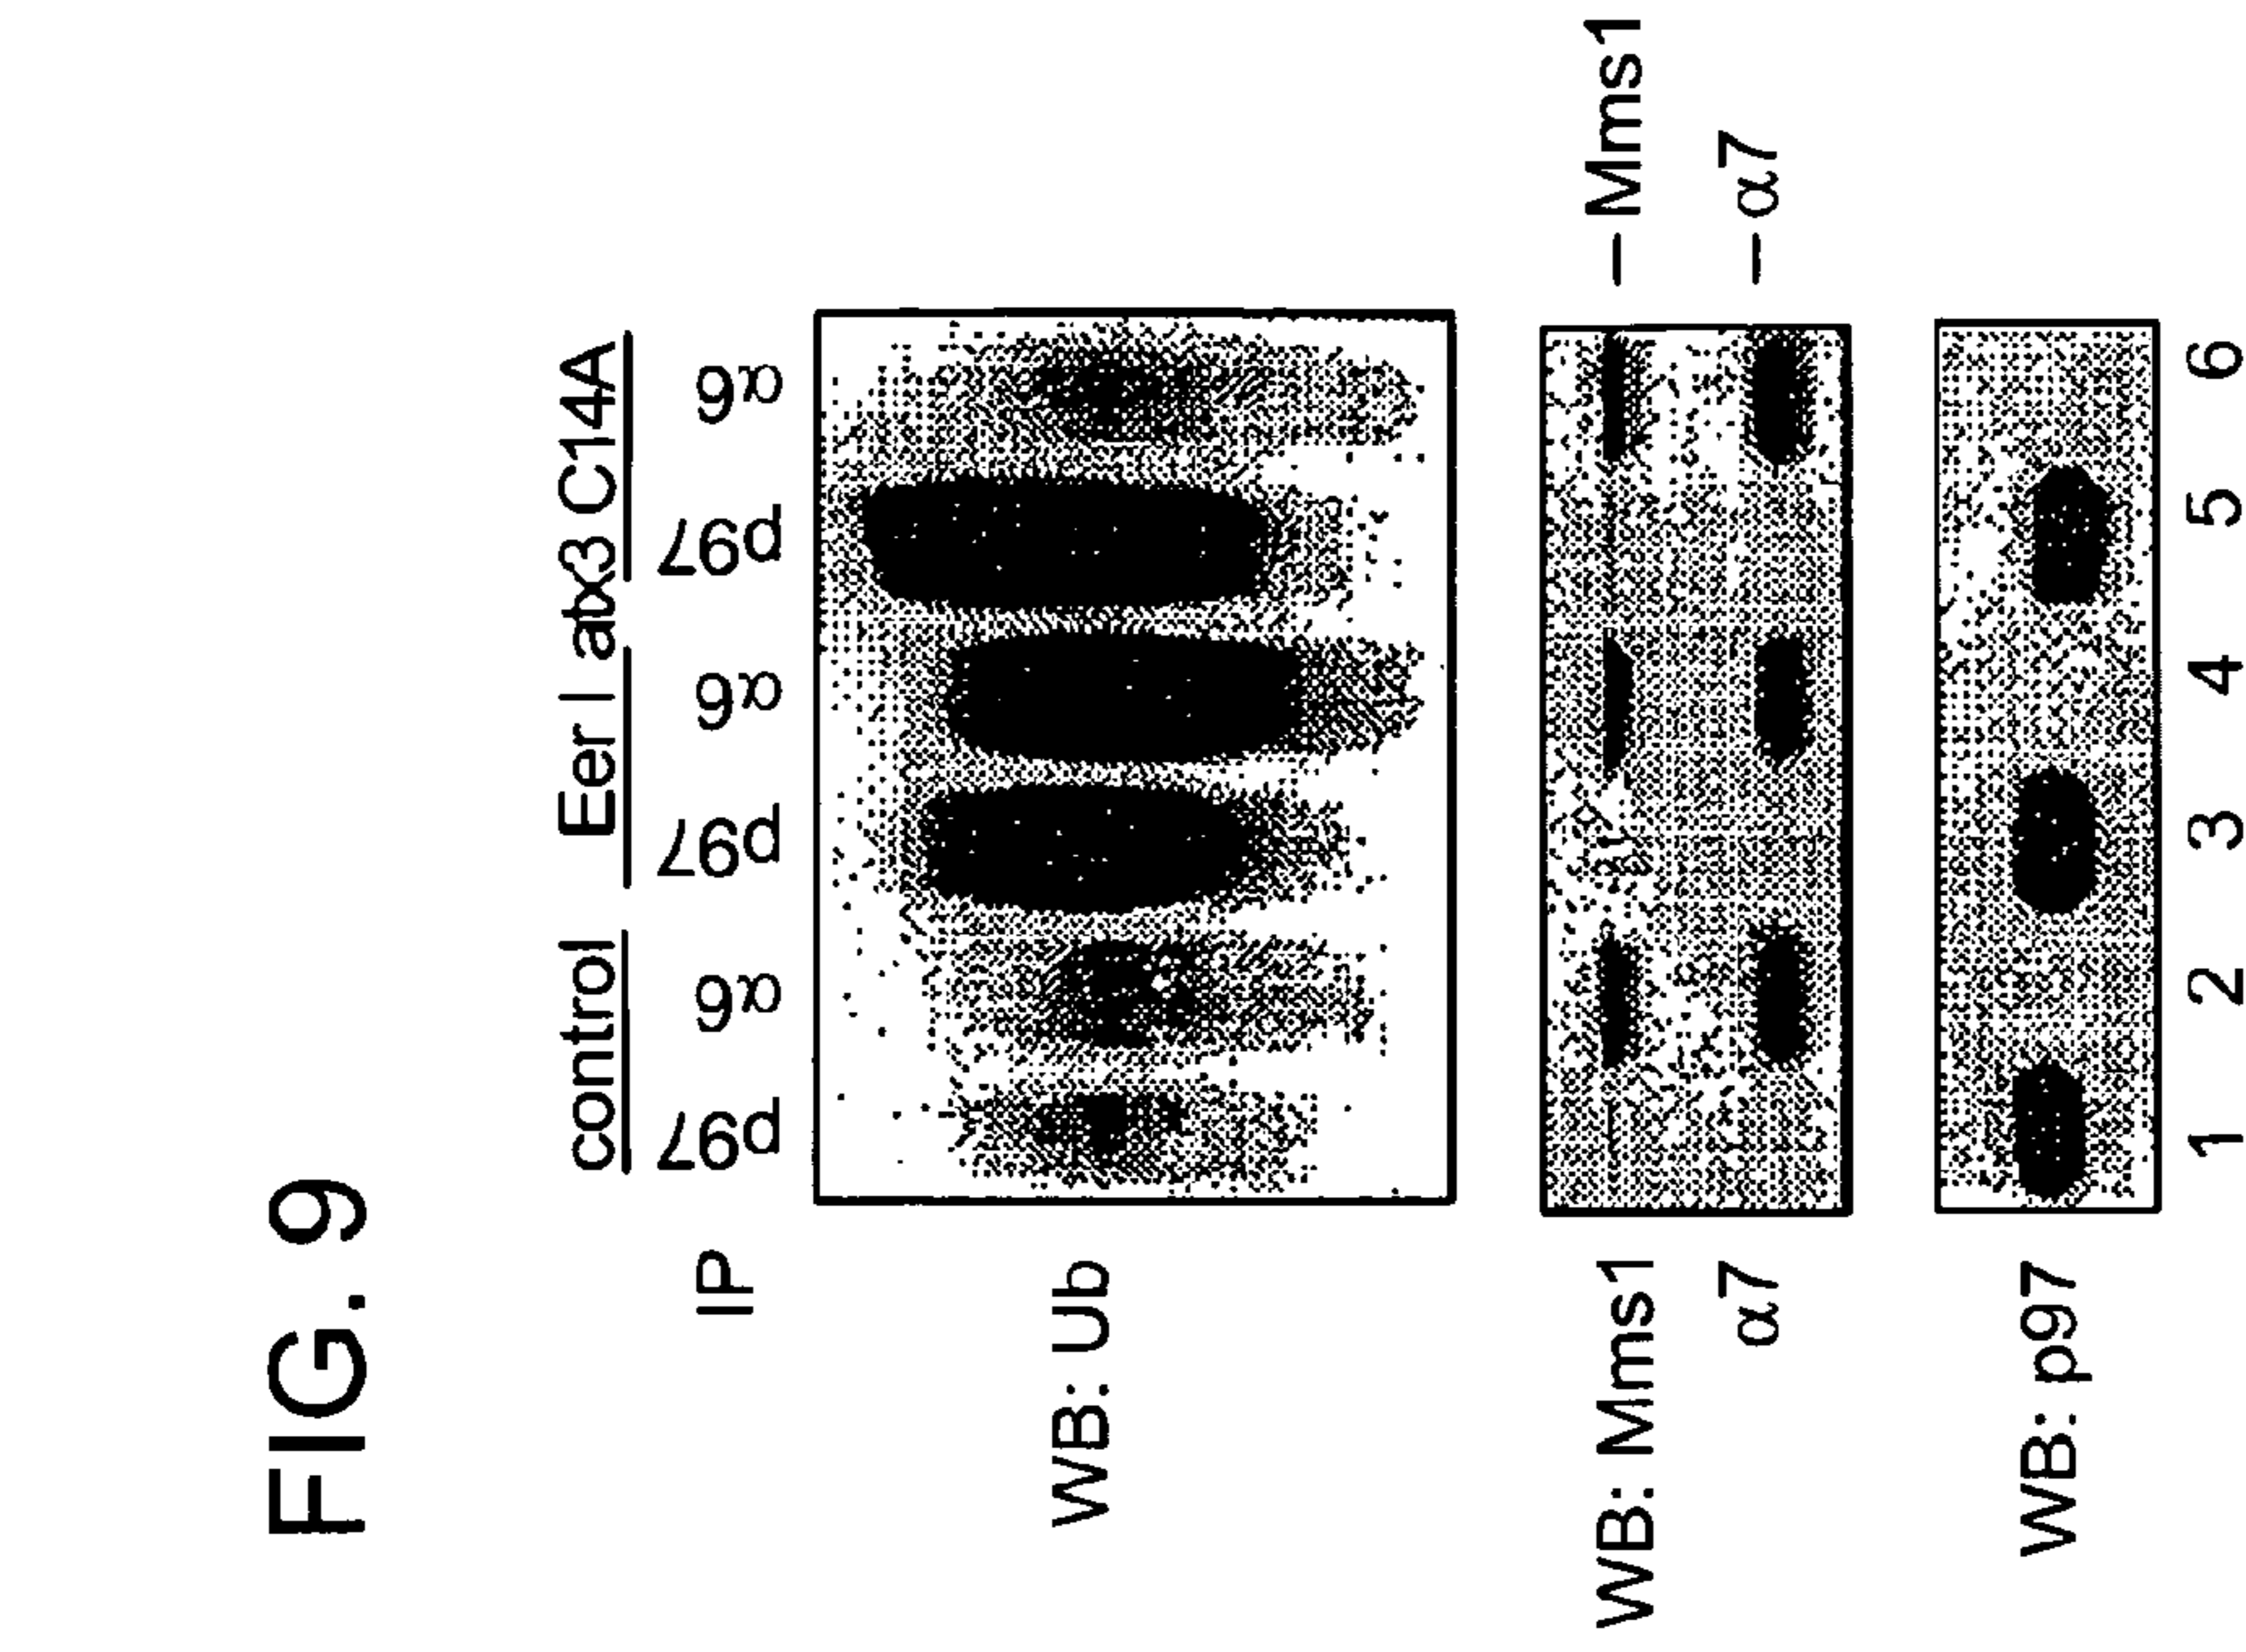 FIG. 9
control Eer I atx3 C14A
IP p97 α6 p97 α6 p97 α6
WB: Ub
WB: Mms1 – Mms1
α7 – α7
WB: p97
1 2 3 4 5 6